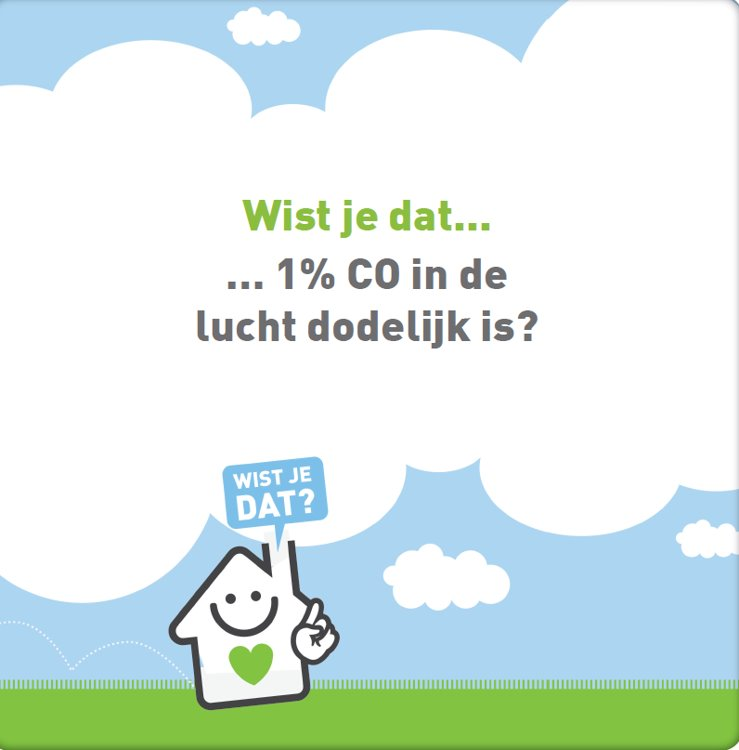 Wist je dat...
... 1% CO in de
lucht dodelijk is?
WIST JE
DAT?